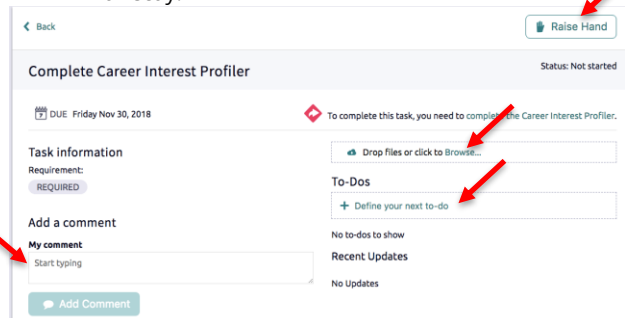 Back
Raise Hand
Complete Career Interest Profiler
Status: Not started
7 DUE Friday Nov 30, 2018
To complete this task, you need to complete the Career Interest Profiler.
Task information
Requirement:
REQUIRED
Add a comment
My comment
Start typing
Add Comment
Drop files or click to Browse...
To-Dos
+ Define your next to-do
No to-dos to show
Recent Updates
No Updates